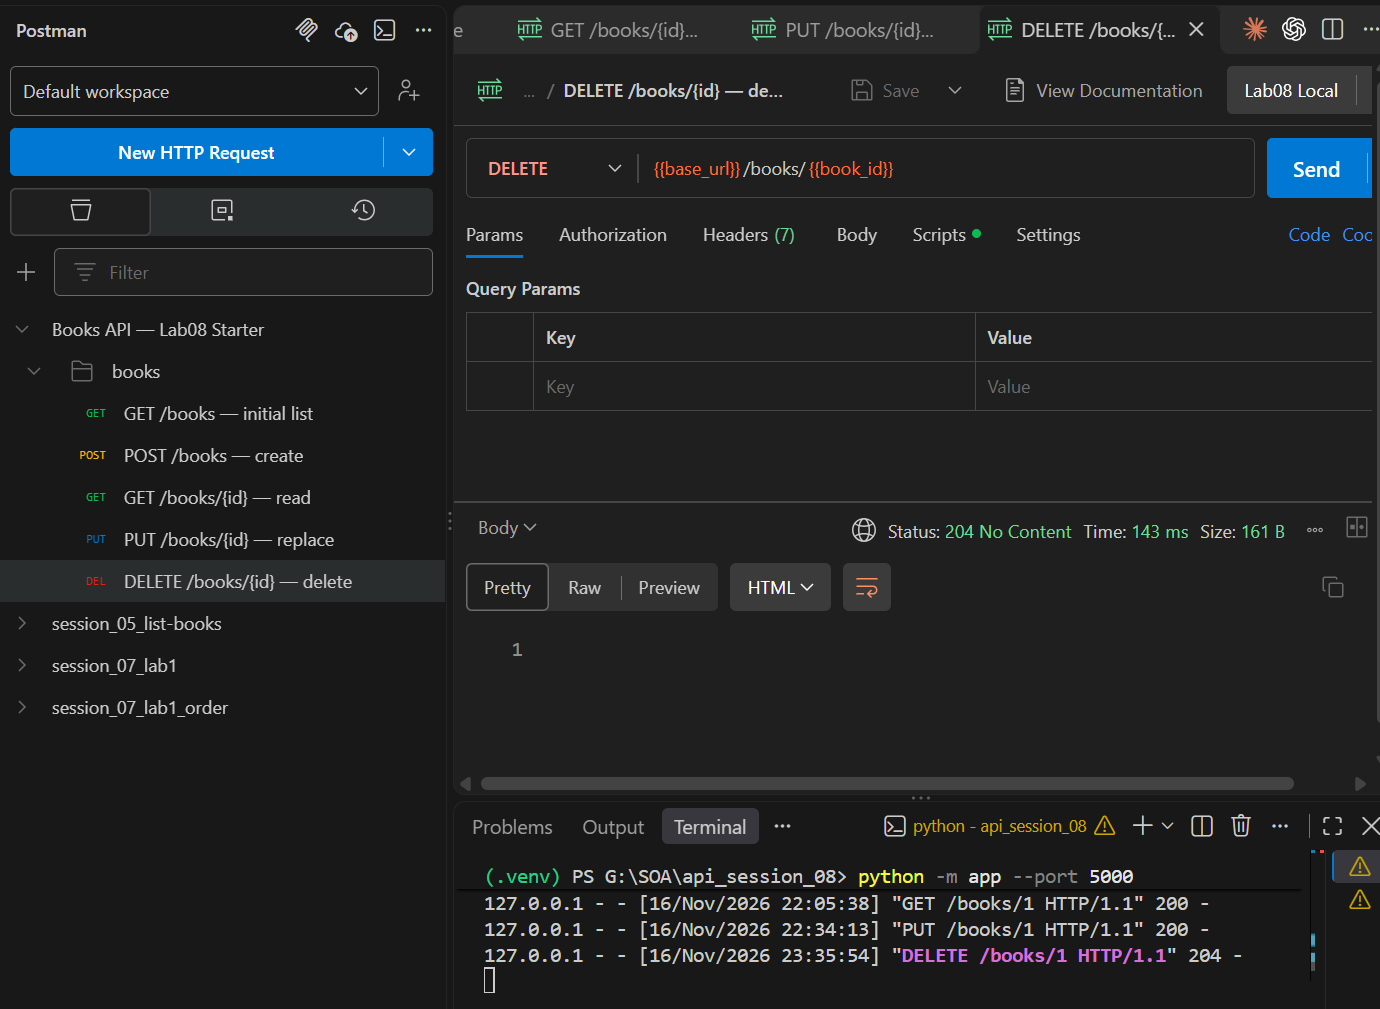 Postman
Default workspace
New HTTP Request
Filter
Books API — Lab08 Starter
books
GET GET /books — initial list
POST POST /books — create
GET GET /books/{id} — read
PUT PUT /books/{id} — replace
DEL DELETE /books/{id} — delete
session_05_list-books
session_07_lab1
session_07_lab1_order
e
HTTP GET /books/{id}...
HTTP PUT /books/{id}...
HTTP DELETE /books/{...
HTTP ... / DELETE /books/{id} — de...
Save
View Documentation
Lab08 Local
DELETE
{{base_url}}/books/{{book_id}}
Send
Params Authorization Headers (7) Body Scripts Settings Code Coo
Query Params
Key Value
Key Value
Body
Status: 204 No Content Time: 143 ms Size: 161 B
Pretty Raw Preview HTML
1
Problems Output Terminal
python - api_session_08
(.venv) PS G:\SOA\api_session_08> python -m app --port 5000
127.0.0.1 - - [16/Nov/2026 22:05:38] "GET /books/1 HTTP/1.1" 200 -
127.0.0.1 - - [16/Nov/2026 22:34:13] "PUT /books/1 HTTP/1.1" 200 -
127.0.0.1 - - [16/Nov/2026 23:35:54] "DELETE /books/1 HTTP/1.1" 204 -